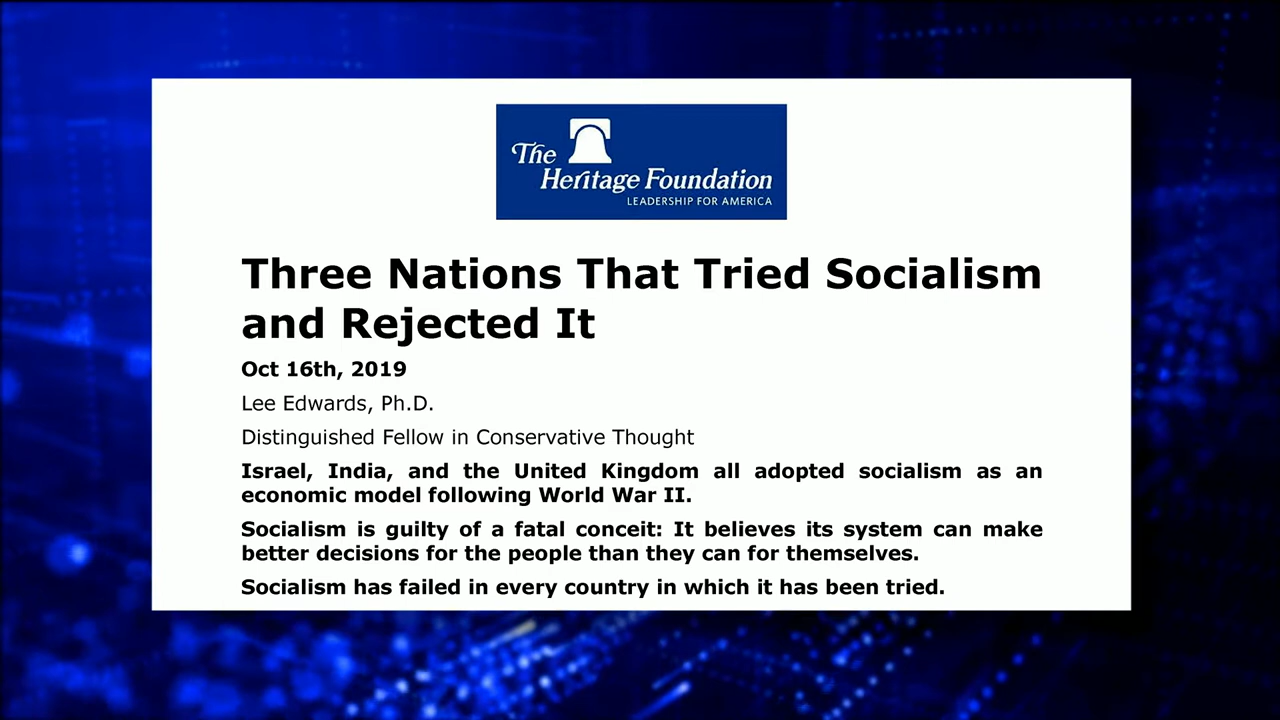 The
Heritage Foundation
LEADERSHIP FOR AMERICA
Three Nations That Tried Socialism
and Rejected It
Oct 16th, 2019
Lee Edwards, Ph.D.
Distinguished Fellow in Conservative Thought
Israel, India, and the United Kingdom all adopted socialism as an
economic model following World War II.
Socialism is guilty of a fatal conceit: It believes its system can make
better decisions for the people than they can for themselves.
Socialism has failed in every country in which it has been tried.